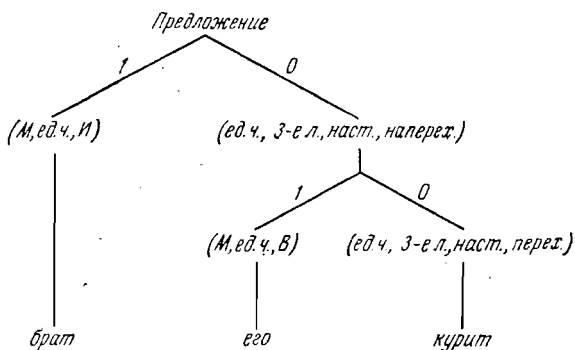 Предложение
1 0
(М,ед.ч.,И) (ед.ч., 3-е л.,наст.,наперех.)
1 0
(М,ед.ч.,В) (ед.ч., 3-е л.,наст.,перех.)
брат его курит